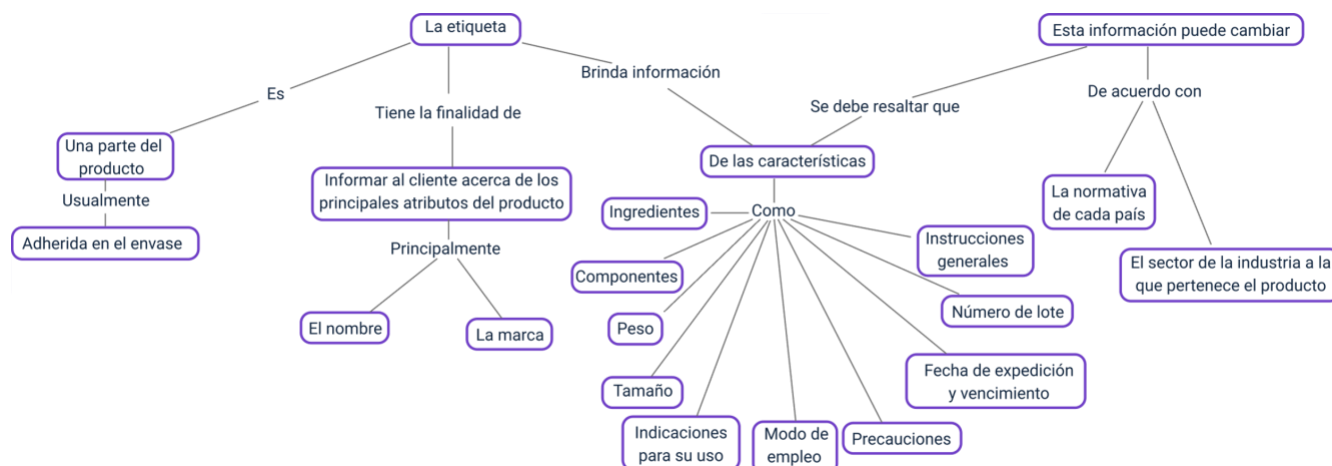 La etiqueta
Esta información puede cambiar
Brinda información
Es
De acuerdo con
Tiene la finalidad de
Se debe resaltar que
Una parte del
producto
De las características
Informar al cliente acerca de los
principales atributos del producto
La normativa
de cada país
Usualmente
Ingredientes
Como
Adherida en el envase
Principalmente
Instrucciones
generales
Componentes
El sector de la industria a la
que pertenece el producto
Número de lote
El nombre
La marca
Peso
Fecha de expedición
y vencimiento
Tamaño
Indicaciones
para su uso
Modo de
empleo
Precauciones